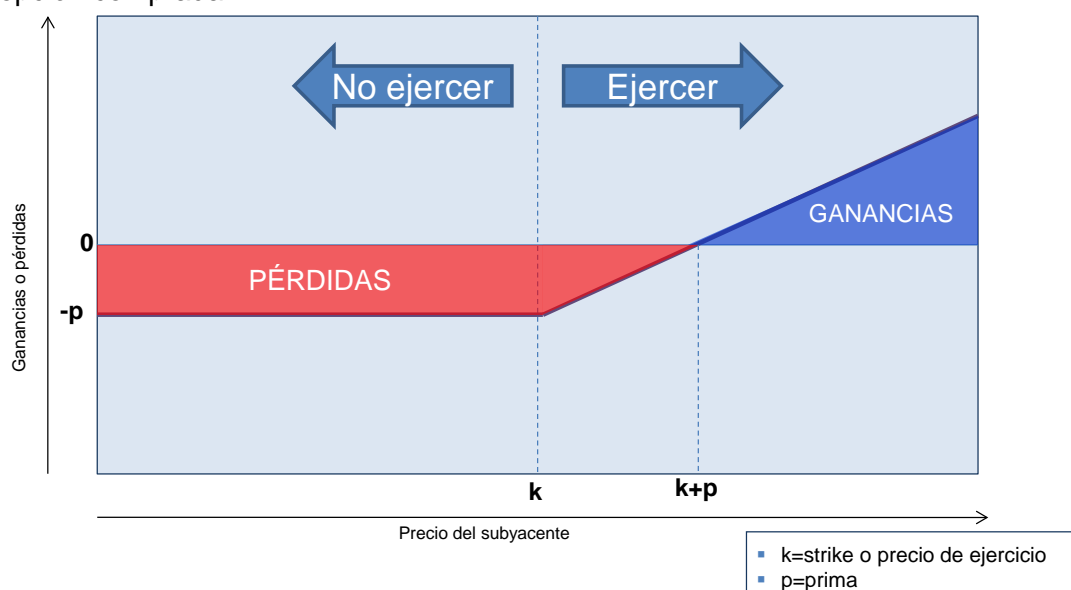 No ejercer
Ejercer
GANANCIAS
0
PÉRDIDAS
-p
Ganancias o pérdidas
k
k+p
Precio del subyacente
k=strike o precio de ejercicio
p=prima